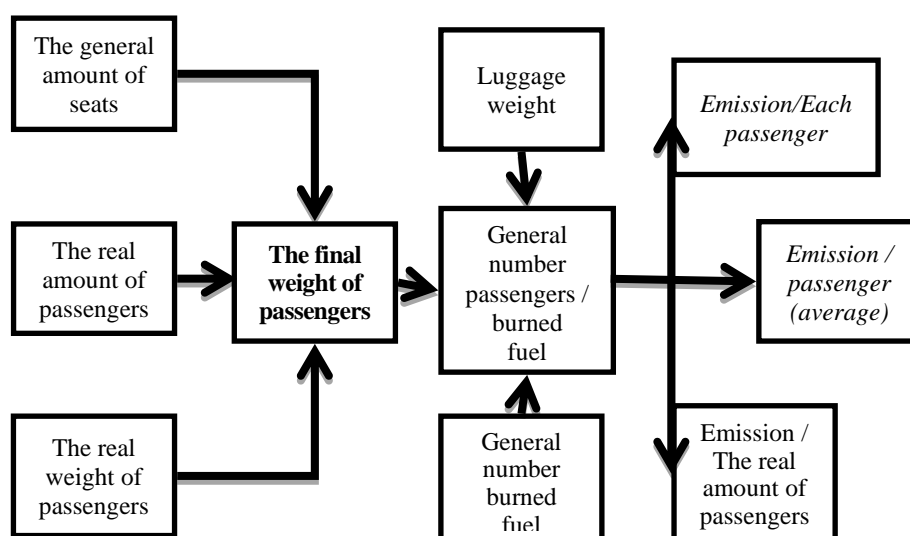 The general
amount of
seats
The real
amount of
passengers
The real
weight of
passengers
The final
weight of
passengers
Luggage
weight
General
number
passengers /
burned
fuel
General
number
burned
fuel
Emission/Each
passenger
Emission /
passenger
(average)
Emission /
The real
amount of
passengers